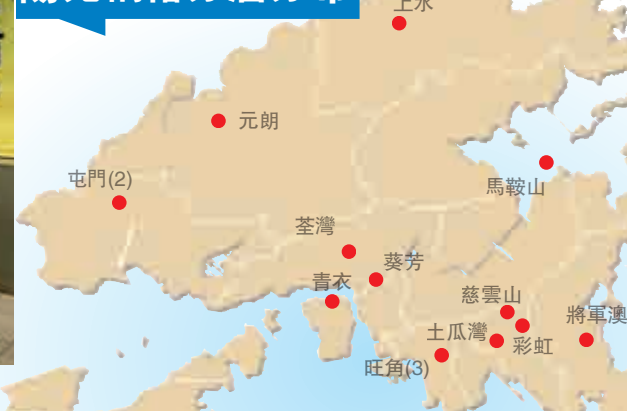 上水
元朗
屯門(2)
馬鞍山
荃灣
葵芳
青衣
慈雲山
將軍澳
土瓜灣
彩虹
旺角(3)